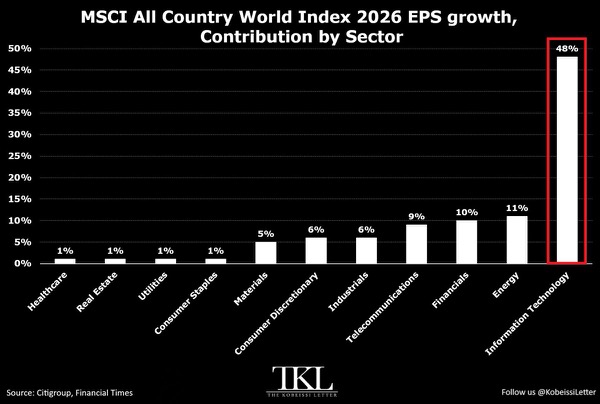 MSCI All Country World Index 2026 EPS growth,
Contribution by Sector
50%
45%
40%
35%
30%
25%
20%
15%
10%
5%
0%
1%
1%
1%
1%
5%
6%
6%
9%
10%
11%
48%
Healthcare
Real Estate
Utilities
Consumer Staples
Materials
Consumer Discretionary
Industrials
Telecommunications
Financials
Energy
Information Technology
TKL
THE KOBEISSI LETTER
Source: Citigroup, Financial Times
Follow us @KobeissiLetter